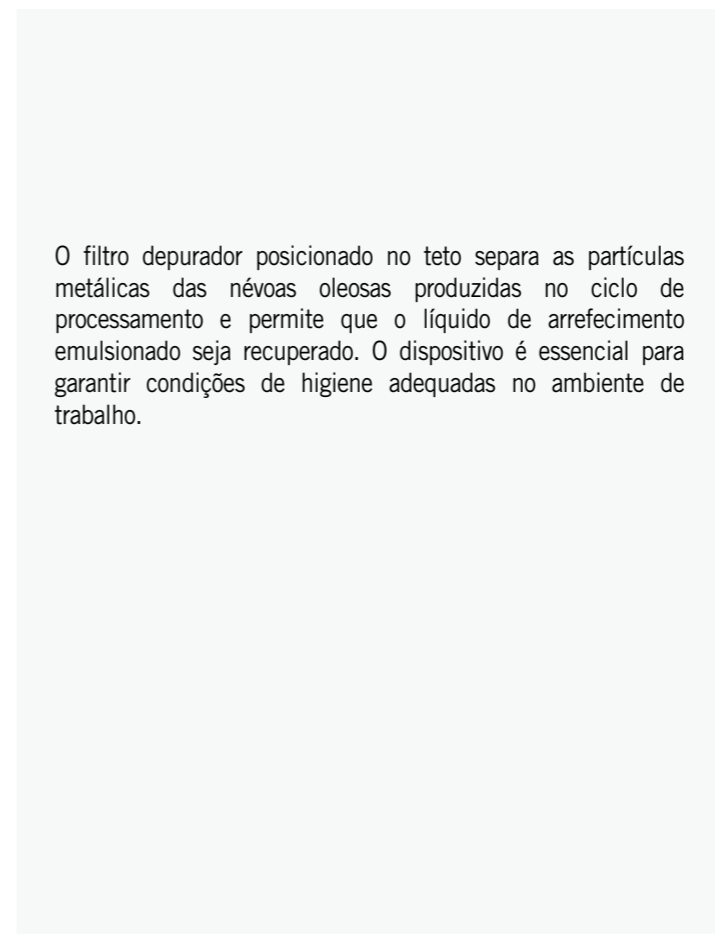 O filtro depurador posicionado no teto separa as partículas
metálicas das névoas oleosas produzidas no ciclo de
processamento e permite que o líquido de arrefecimento
emulsionado seja recuperado. O dispositivo é essencial para
garantir condições de higiene adequadas no ambiente de
trabalho.